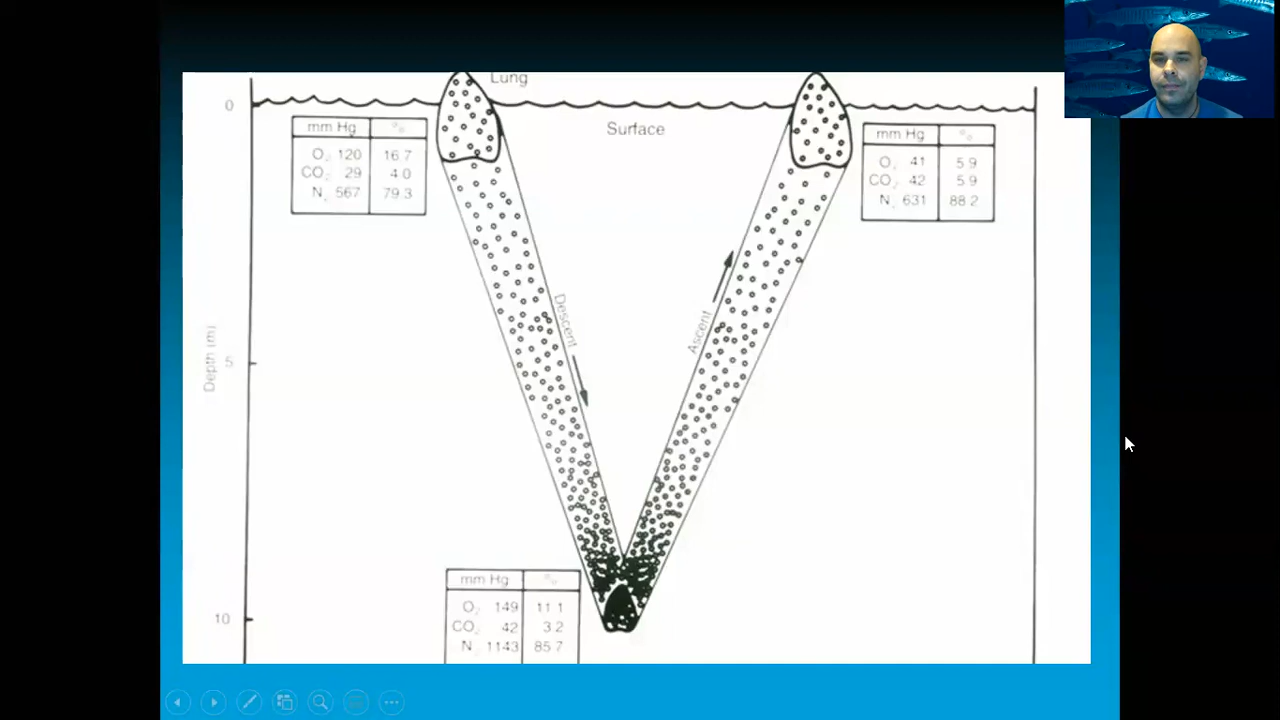 Lung
0
Surface
mm Hg %
O2 120 16.7
CO2 29 4.0
N2 567 79.3
mm Hg %
O2 41 5.9
CO2 42 5.9
N2 631 88.2
Descent
Ascent
Depth (m)
5
10
mm Hg %
O2 149 11.1
CO2 42 3.2
N2 1143 85.7